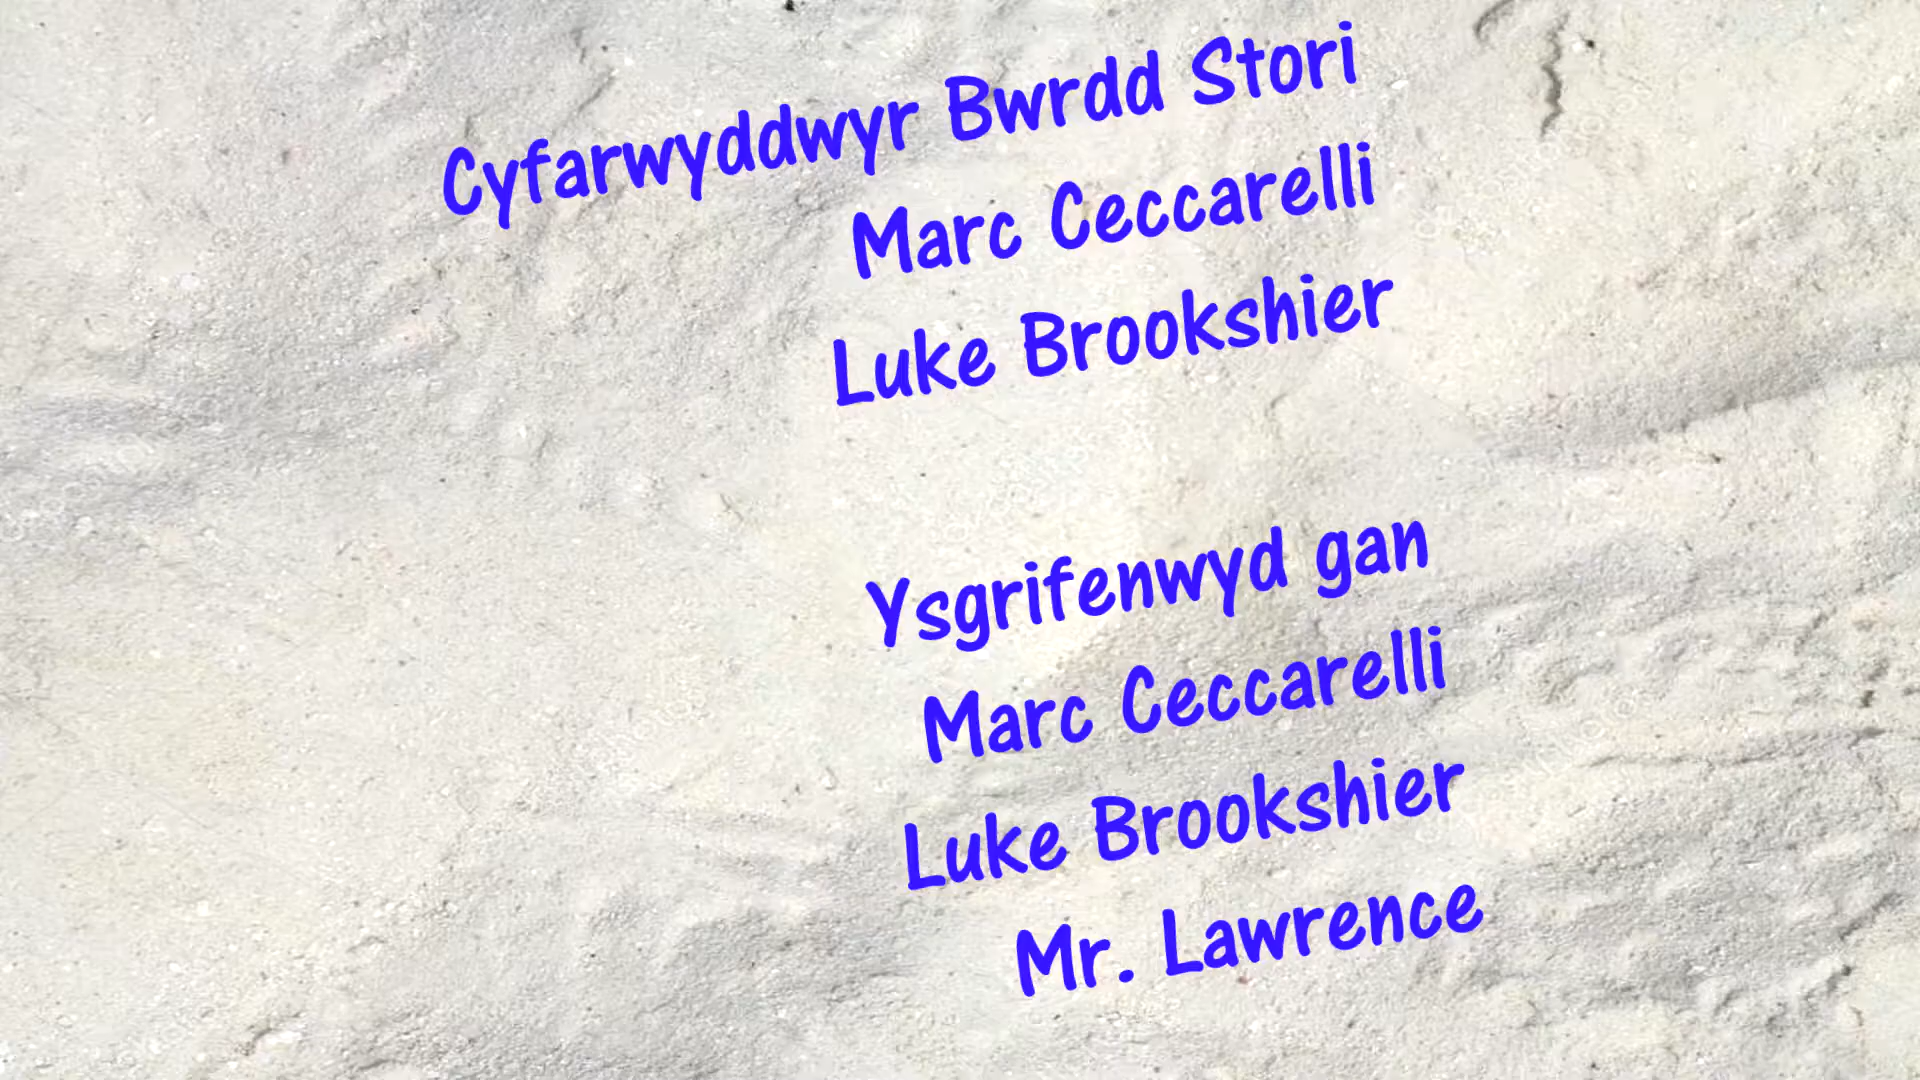 Cyfarwyddwyr Bwrdd Stori
Marc Ceccarelli
Luke Brookshier
Ysgrifenwyd gan
Marc Ceccarelli
Luke Brookshier
Mr. Lawrence